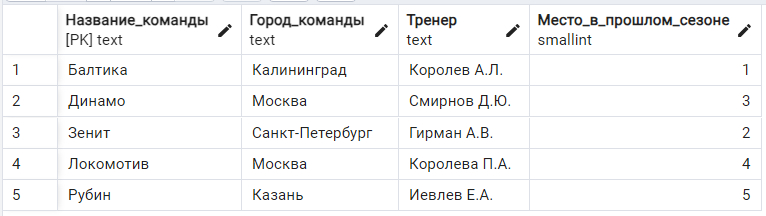 Название_команды Город_команды Тренер Место_в_прошлом_сезоне
[PK] text text text smallint
1 Балтика Калининград Королев А.Л. 1
2 Динамо Москва Смирнов Д.Ю. 3
3 Зенит Санкт-Петербург Гирман А.В. 2
4 Локомотив Москва Королева П.А. 4
5 Рубин Казань Иевлев Е.А. 5